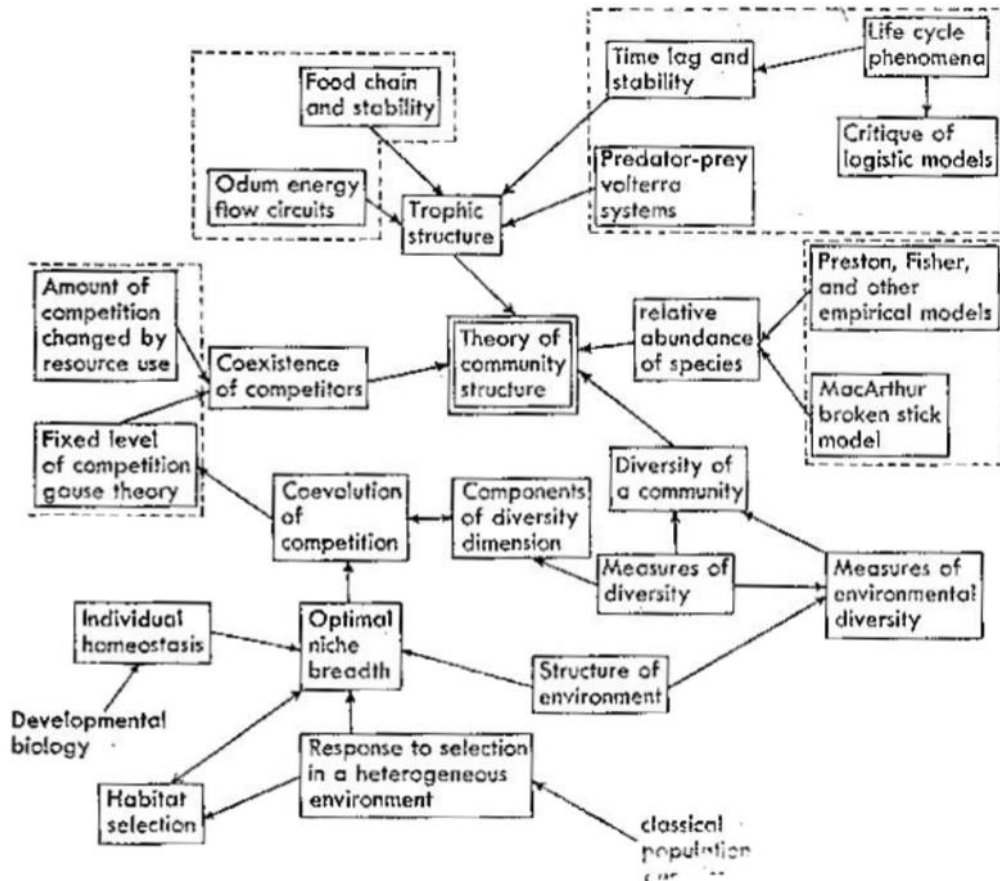 Food chain
and stability
Time lag and
stability
Life cycle
phenomena
Critique of
logistic models
Odum energy
flow circuits
Trophic
structure
Predator-prey
volterra
systems
Amount of
competition
changed by
resource use
Coexistence
of competitors
Theory of
community
structure
relative
abundance
of species
Preston, Fisher,
and other
empirical models
MacArthur
broken stick
model
Fixed level
of competition
gause theory
Coevolution
of
competition
Components
of diversity
dimension
Diversity of
a community
Measures of
diversity
Measures of
environmental
diversity
Individual
homeostasis
Optimal
niche
breadth
Structure of
environment
Developmental
biology
Habitat
selection
Response to selection
in a heterogeneous
environment
classical
population